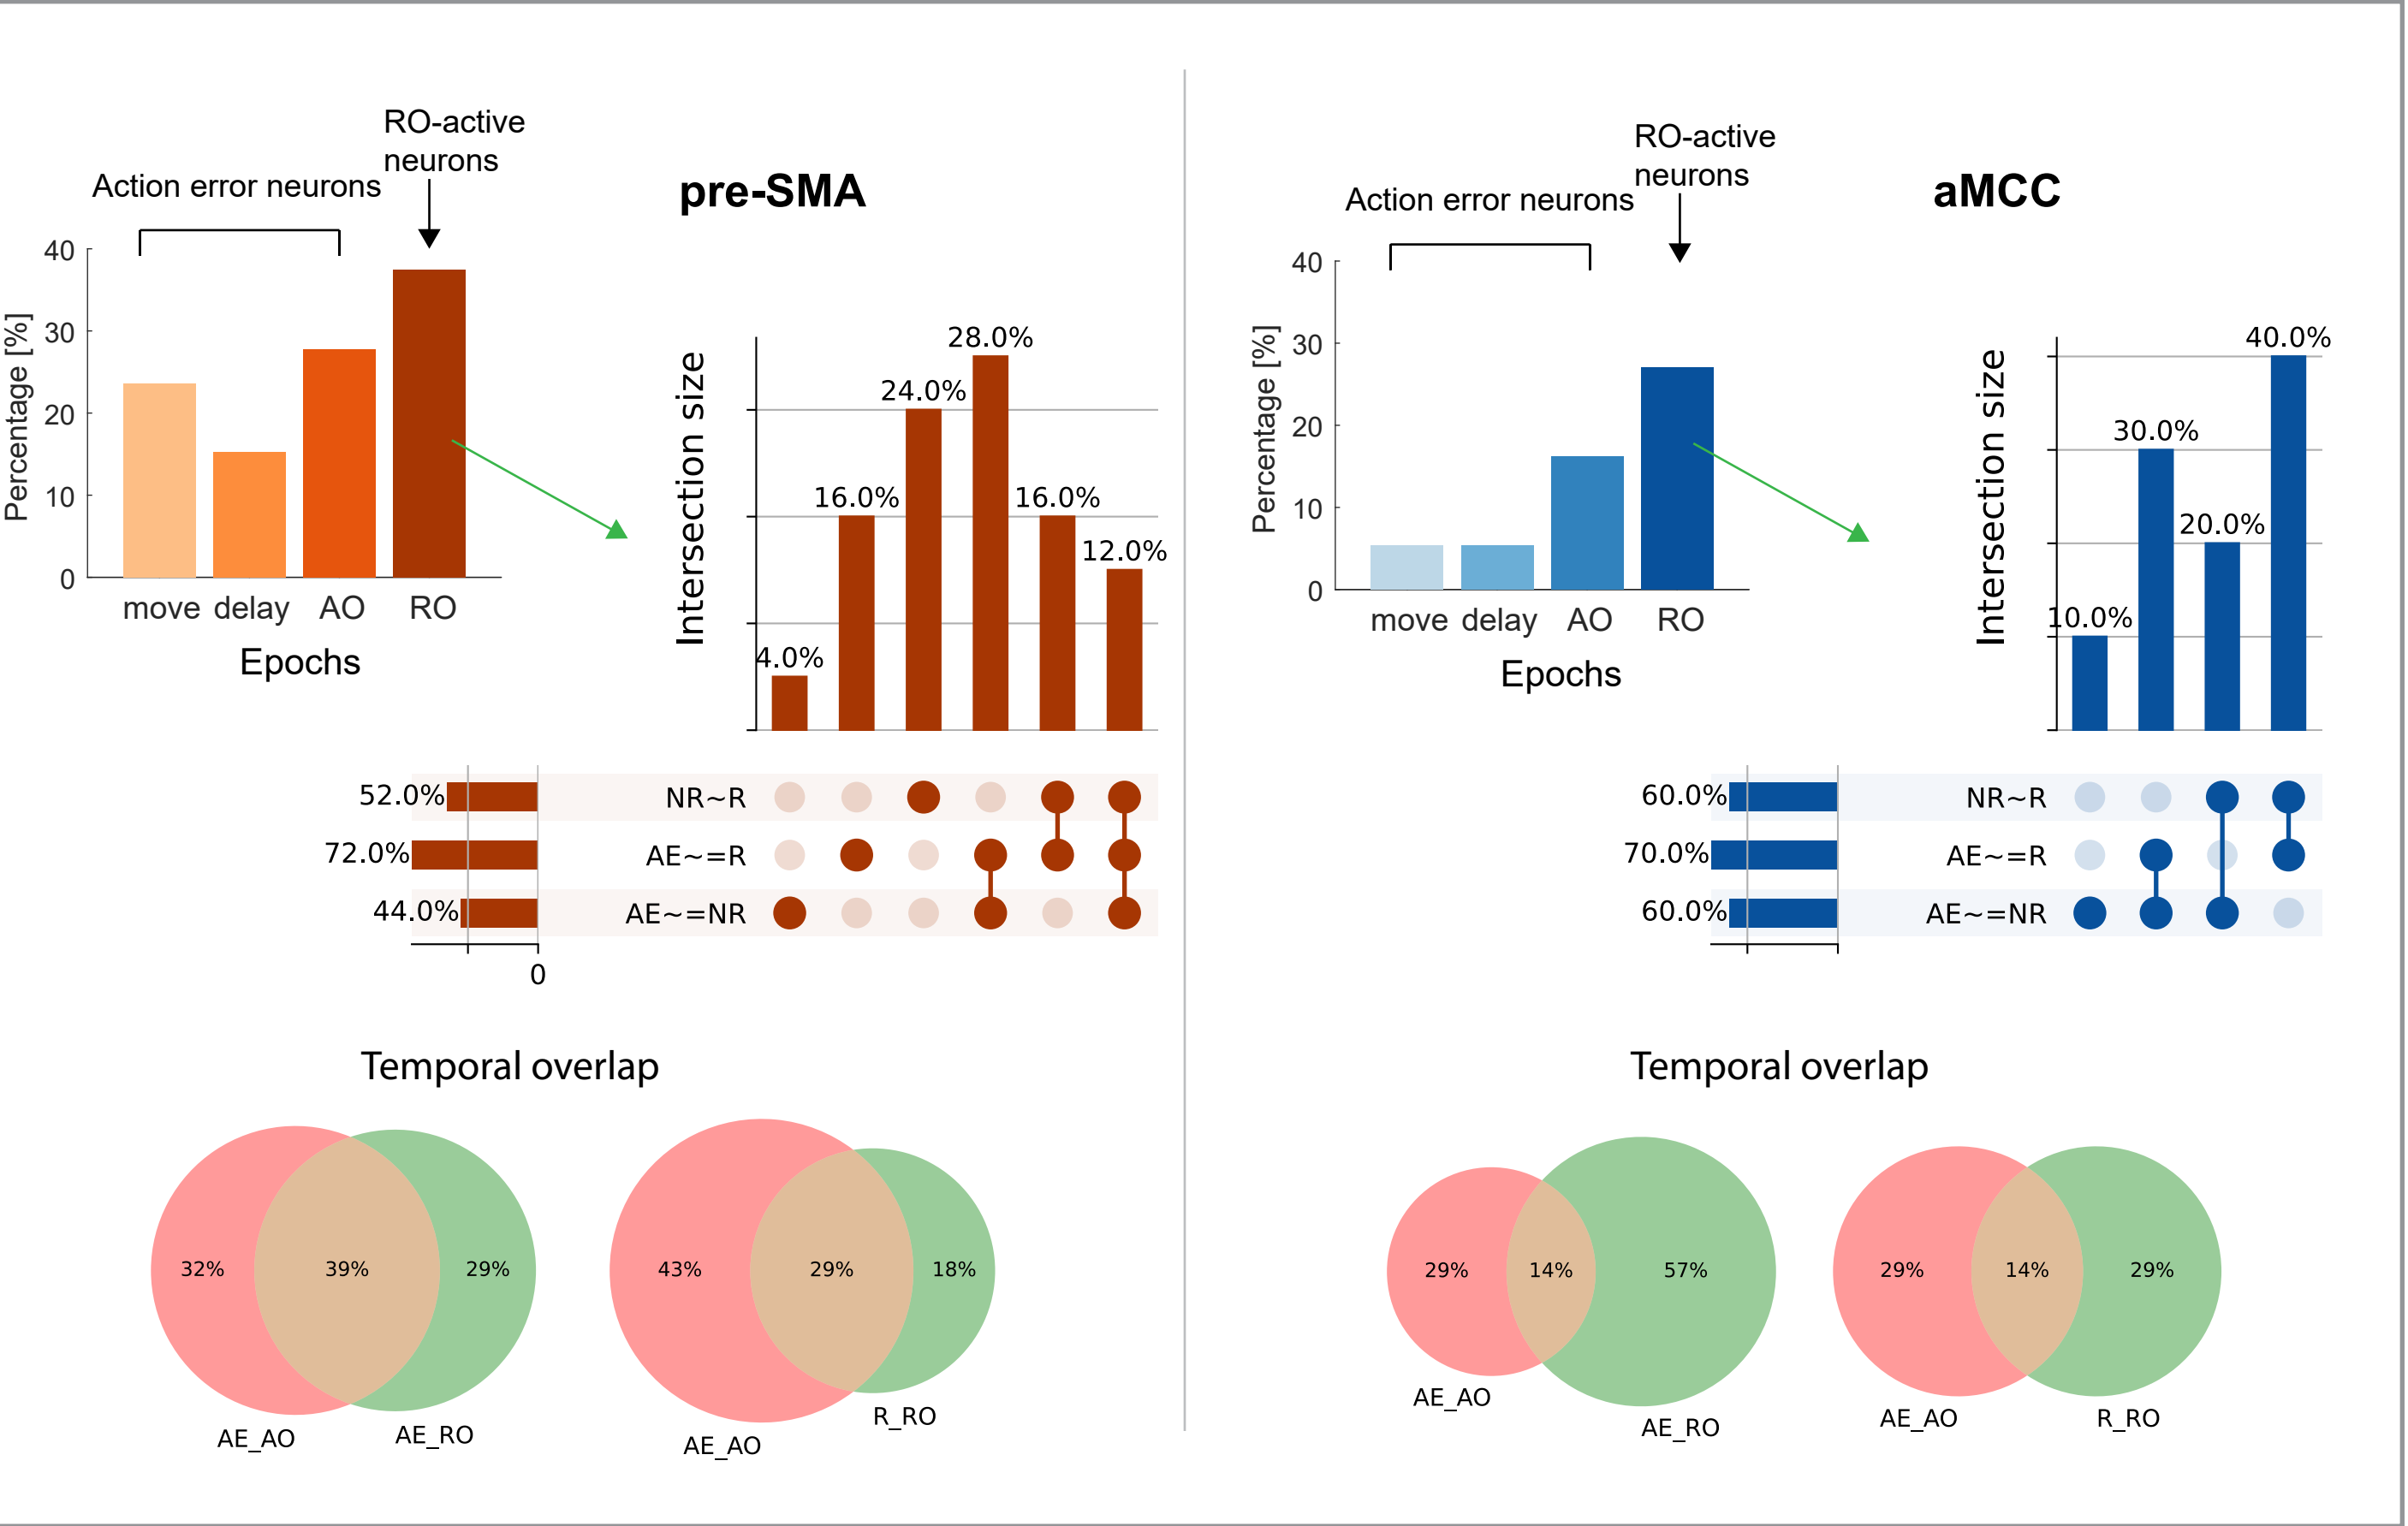 RO-active
neurons
Action error neurons
pre-SMA
40
30
20
10
0
Percentage [%]
move delay AO RO
Epochs
Intersection size
4.0%
16.0%
24.0%
28.0%
16.0%
12.0%
52.0%
72.0%
44.0%
NR~R
AE~=R
AE~=NR
0
Temporal overlap
32%
39%
29%
AE_AO
AE_RO
43%
29%
18%
AE_AO
R_RO
RO-active
neurons
Action error neurons
aMCC
40
30
20
10
0
Percentage [%]
move delay AO RO
Epochs
Intersection size
10.0%
30.0%
20.0%
40.0%
60.0%
70.0%
60.0%
NR~R
AE~=R
AE~=NR
Temporal overlap
29%
14%
57%
AE_AO
AE_RO
29%
14%
29%
AE_AO
R_RO